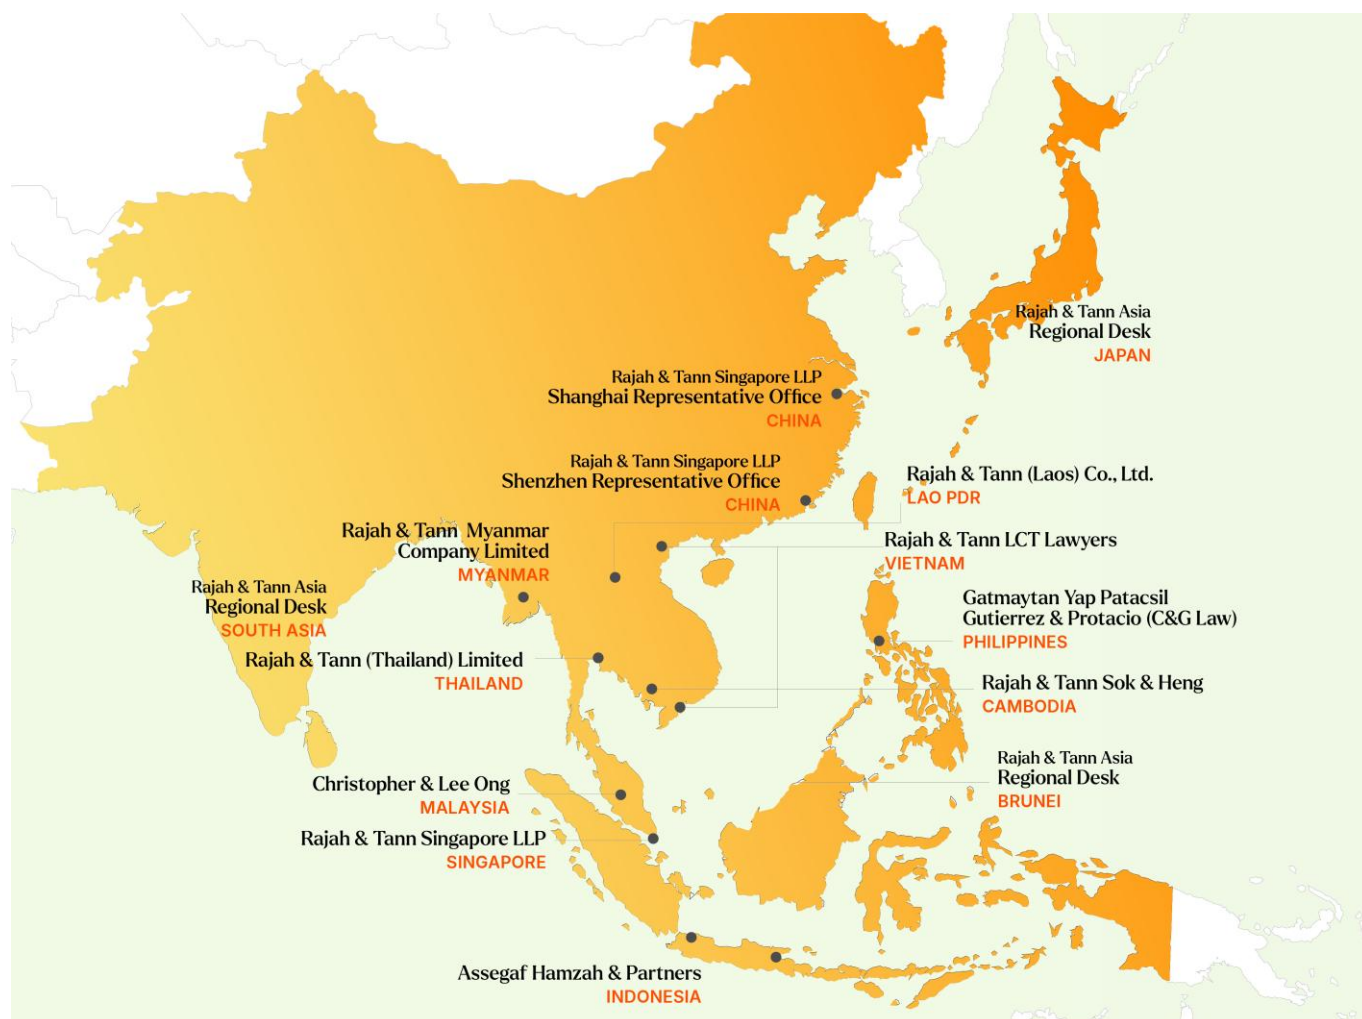 Rajah & Tann Asia
Regional Desk
JAPAN
Rajah & Tann Singapore LLP
Shanghai Representative Office
CHINA
Rajah & Tann Singapore LLP
Shenzhen Representative Office
CHINA
Rajah & Tann (Laos) Co., Ltd.
LAO PDR
Rajah & Tann Myanmar
Company Limited
MYANMAR
Rajah & Tann LCT Lawyers
VIETNAM
Rajah & Tann Asia
Regional Desk
SOUTH ASIA
Gatmaytan Yap Patacsil
Gutierrez & Protacio (C&G Law)
PHILIPPINES
Rajah & Tann (Thailand) Limited
THAILAND
Rajah & Tann Sok & Heng
CAMBODIA
Rajah & Tann Asia
Regional Desk
BRUNEI
Christopher & Lee Ong
MALAYSIA
Rajah & Tann Singapore LLP
SINGAPORE
Assegaf Hamzah & Partners
INDONESIA